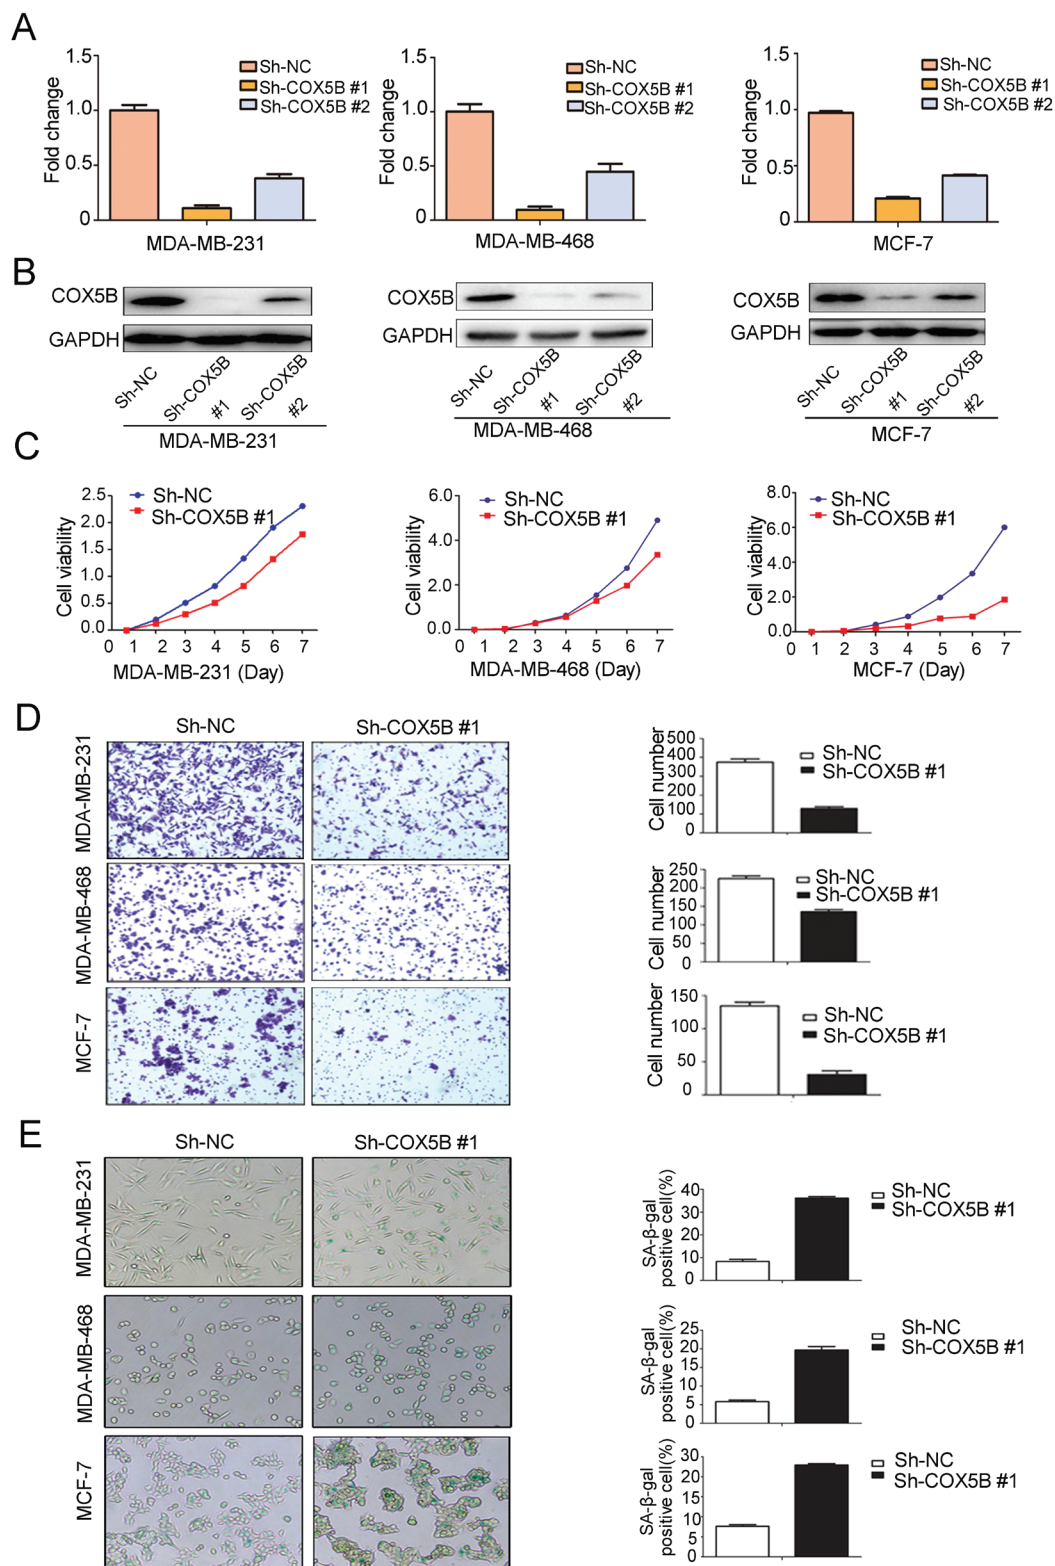 A
Fold change
1.5
1.0
0.5
0
Sh-NC
Sh-COX5B #1
Sh-COX5B #2
MDA-MB-231
Fold change
1.5
1.0
0.5
0
Sh-NC
Sh-COX5B #1
Sh-COX5B #2
MDA-MB-468
Fold change
1.5
1.0
0.5
0
Sh-NC
Sh-COX5B #1
Sh-COX5B #2
MCF-7
B
COX5B
GAPDH
Sh-NC
Sh-COX5B #1
Sh-COX5B #2
MDA-MB-231
COX5B
GAPDH
Sh-NC
Sh-COX5B #1
Sh-COX5B #2
MDA-MB-468
COX5B
GAPDH
Sh-NC
Sh-COX5B #1
Sh-COX5B #2
MCF-7
C
Cell viability
2.5
2.0
1.5
1.0
0.5
0.0
Sh-NC
Sh-COX5B #1
0 1 2 3 4 5 6 7
MDA-MB-231 (Day)
Cell viability
6.0
4.0
2.0
0.0
Sh-NC
Sh-COX5B #1
0 1 2 3 4 5 6 7
MDA-MB-468 (Day)
Cell viability
8.0
6.0
4.0
2.0
0.0
Sh-NC
Sh-COX5B #1
0 1 2 3 4 5 6 7
MCF-7 (Day)
D
Sh-NC
Sh-COX5B #1
MDA-MB-231
Cell number
500
400
300
200
100
0
Sh-NC
Sh-COX5B #1
MDA-MB-468
Cell number
250
200
150
100
50
0
Sh-NC
Sh-COX5B #1
MCF-7
Cell number
150
100
50
0
Sh-NC
Sh-COX5B #1
E
Sh-NC
Sh-COX5B #1
MDA-MB-231
SA-β-gal
positive cell(%)
40
30
20
10
0
Sh-NC
Sh-COX5B #1
MDA-MB-468
SA-β-gal
positive cell(%)
25
20
15
10
5
0
Sh-NC
Sh-COX5B #1
MCF-7
SA-β-gal
positive cell(%)
30
20
15
10
5
0
Sh-NC
Sh-COX5B #1